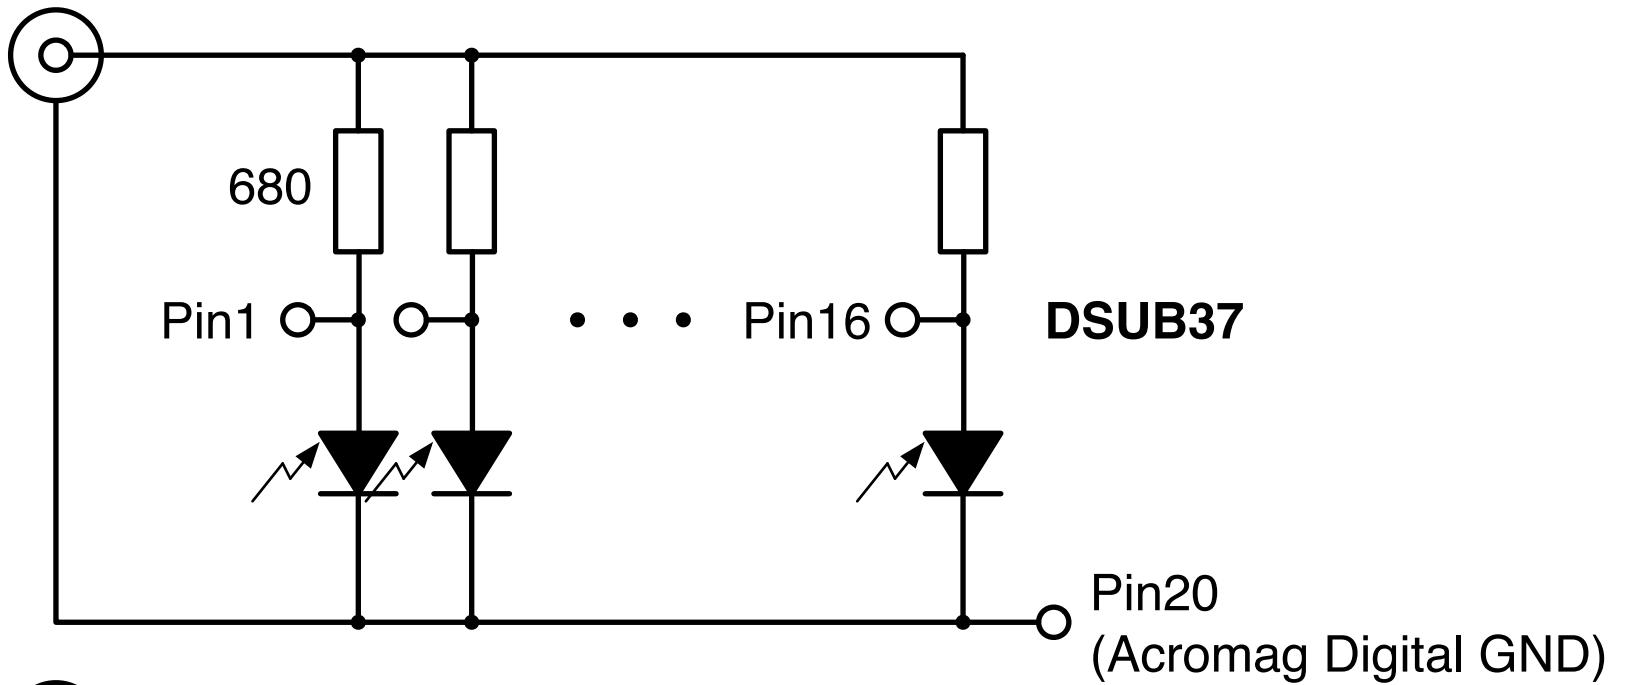 680
Pin1
Pin16
DSUB37
Pin20
(Acromag Digital GND)